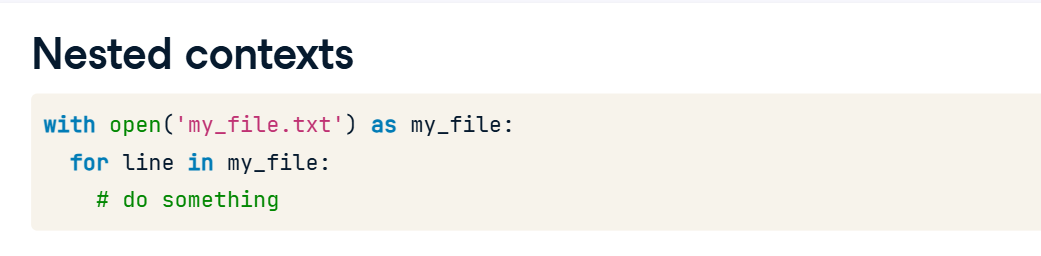 Nested contexts
with open('my_file.txt') as my_file:
  for line in my_file:
    # do something